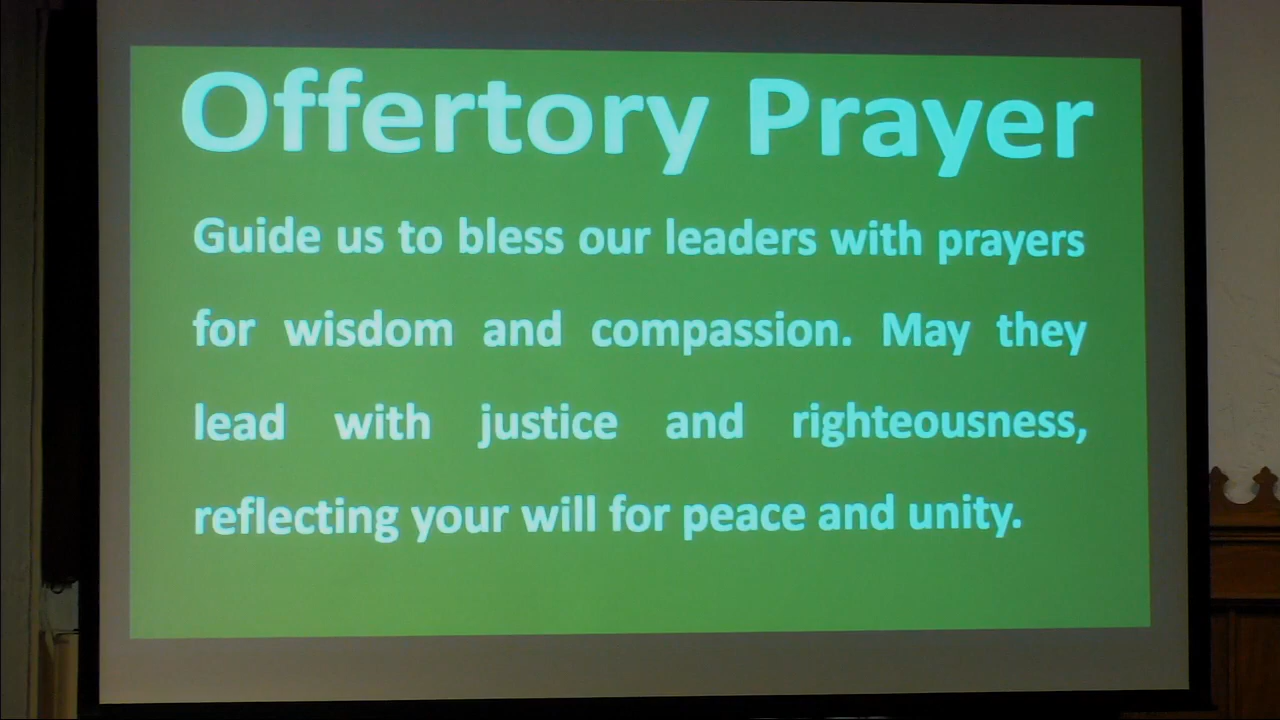 Offertory Prayer
Guide us to bless our leaders with prayers
for wisdom and compassion. May they
lead with justice and righteousness,
reflecting your will for peace and unity.